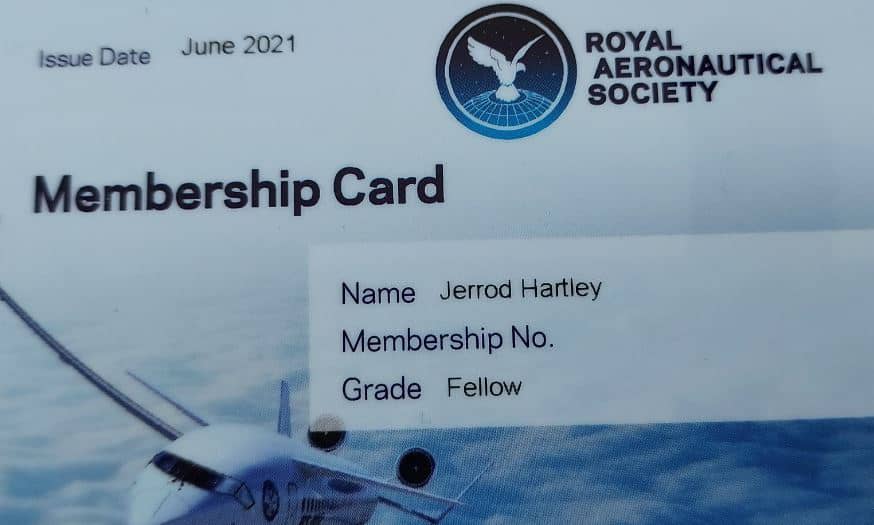 Issue Date June 2021
ROYAL
AERONAUTICAL
SOCIETY
Membership Card
Name Jerrod Hartley
Membership No.
Grade Fellow